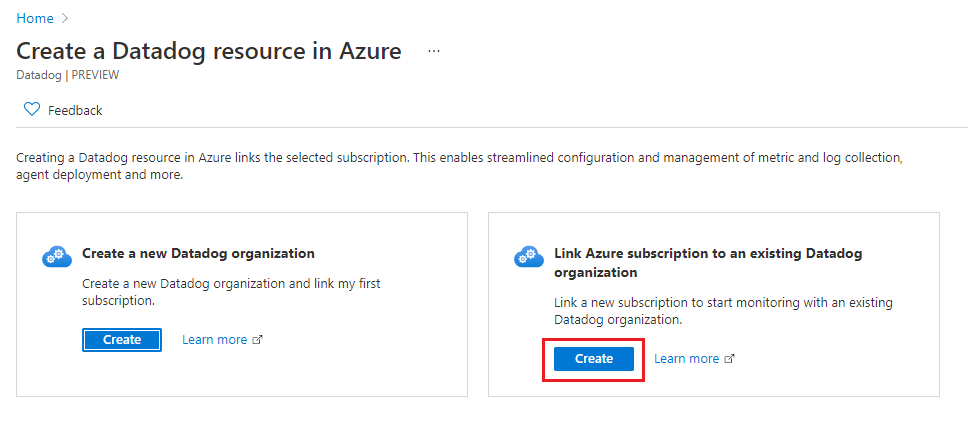 Home
Create a Datadog resource in Azure ...
Datadog | PREVIEW
Feedback
Creating a Datadog resource in Azure links the selected subscription. This enables streamlined configuration and management of metric and log collection,
agent deployment and more.
Create a new Datadog organization
Create a new Datadog organization and link my first
subscription.
Create Learn more
Link Azure subscription to an existing Datadog
organization
Link a new subscription to start monitoring with an existing
Datadog organization.
Create Learn more